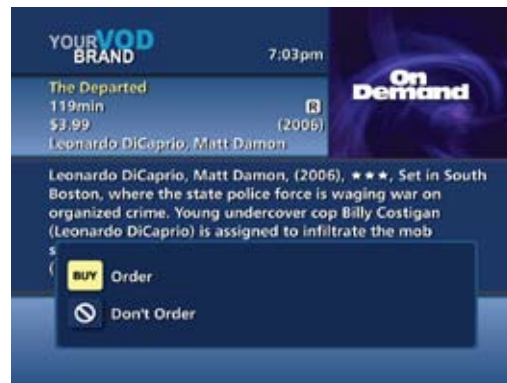 YOUR VOD
BRAND
7:03pm
On
Demand
The Departed
119min
R
$3.99
(2006)
Leonardo DiCaprio, Matt Damon
Leonardo DiCaprio, Matt Damon, (2006), ★★★, Set in South
Boston, where the state police force is waging war on
organized crime. Young undercover cop Billy Costigan
(Leonardo DiCaprio) is assigned to infiltrate the mob
s
(
BUY Order
Don't Order